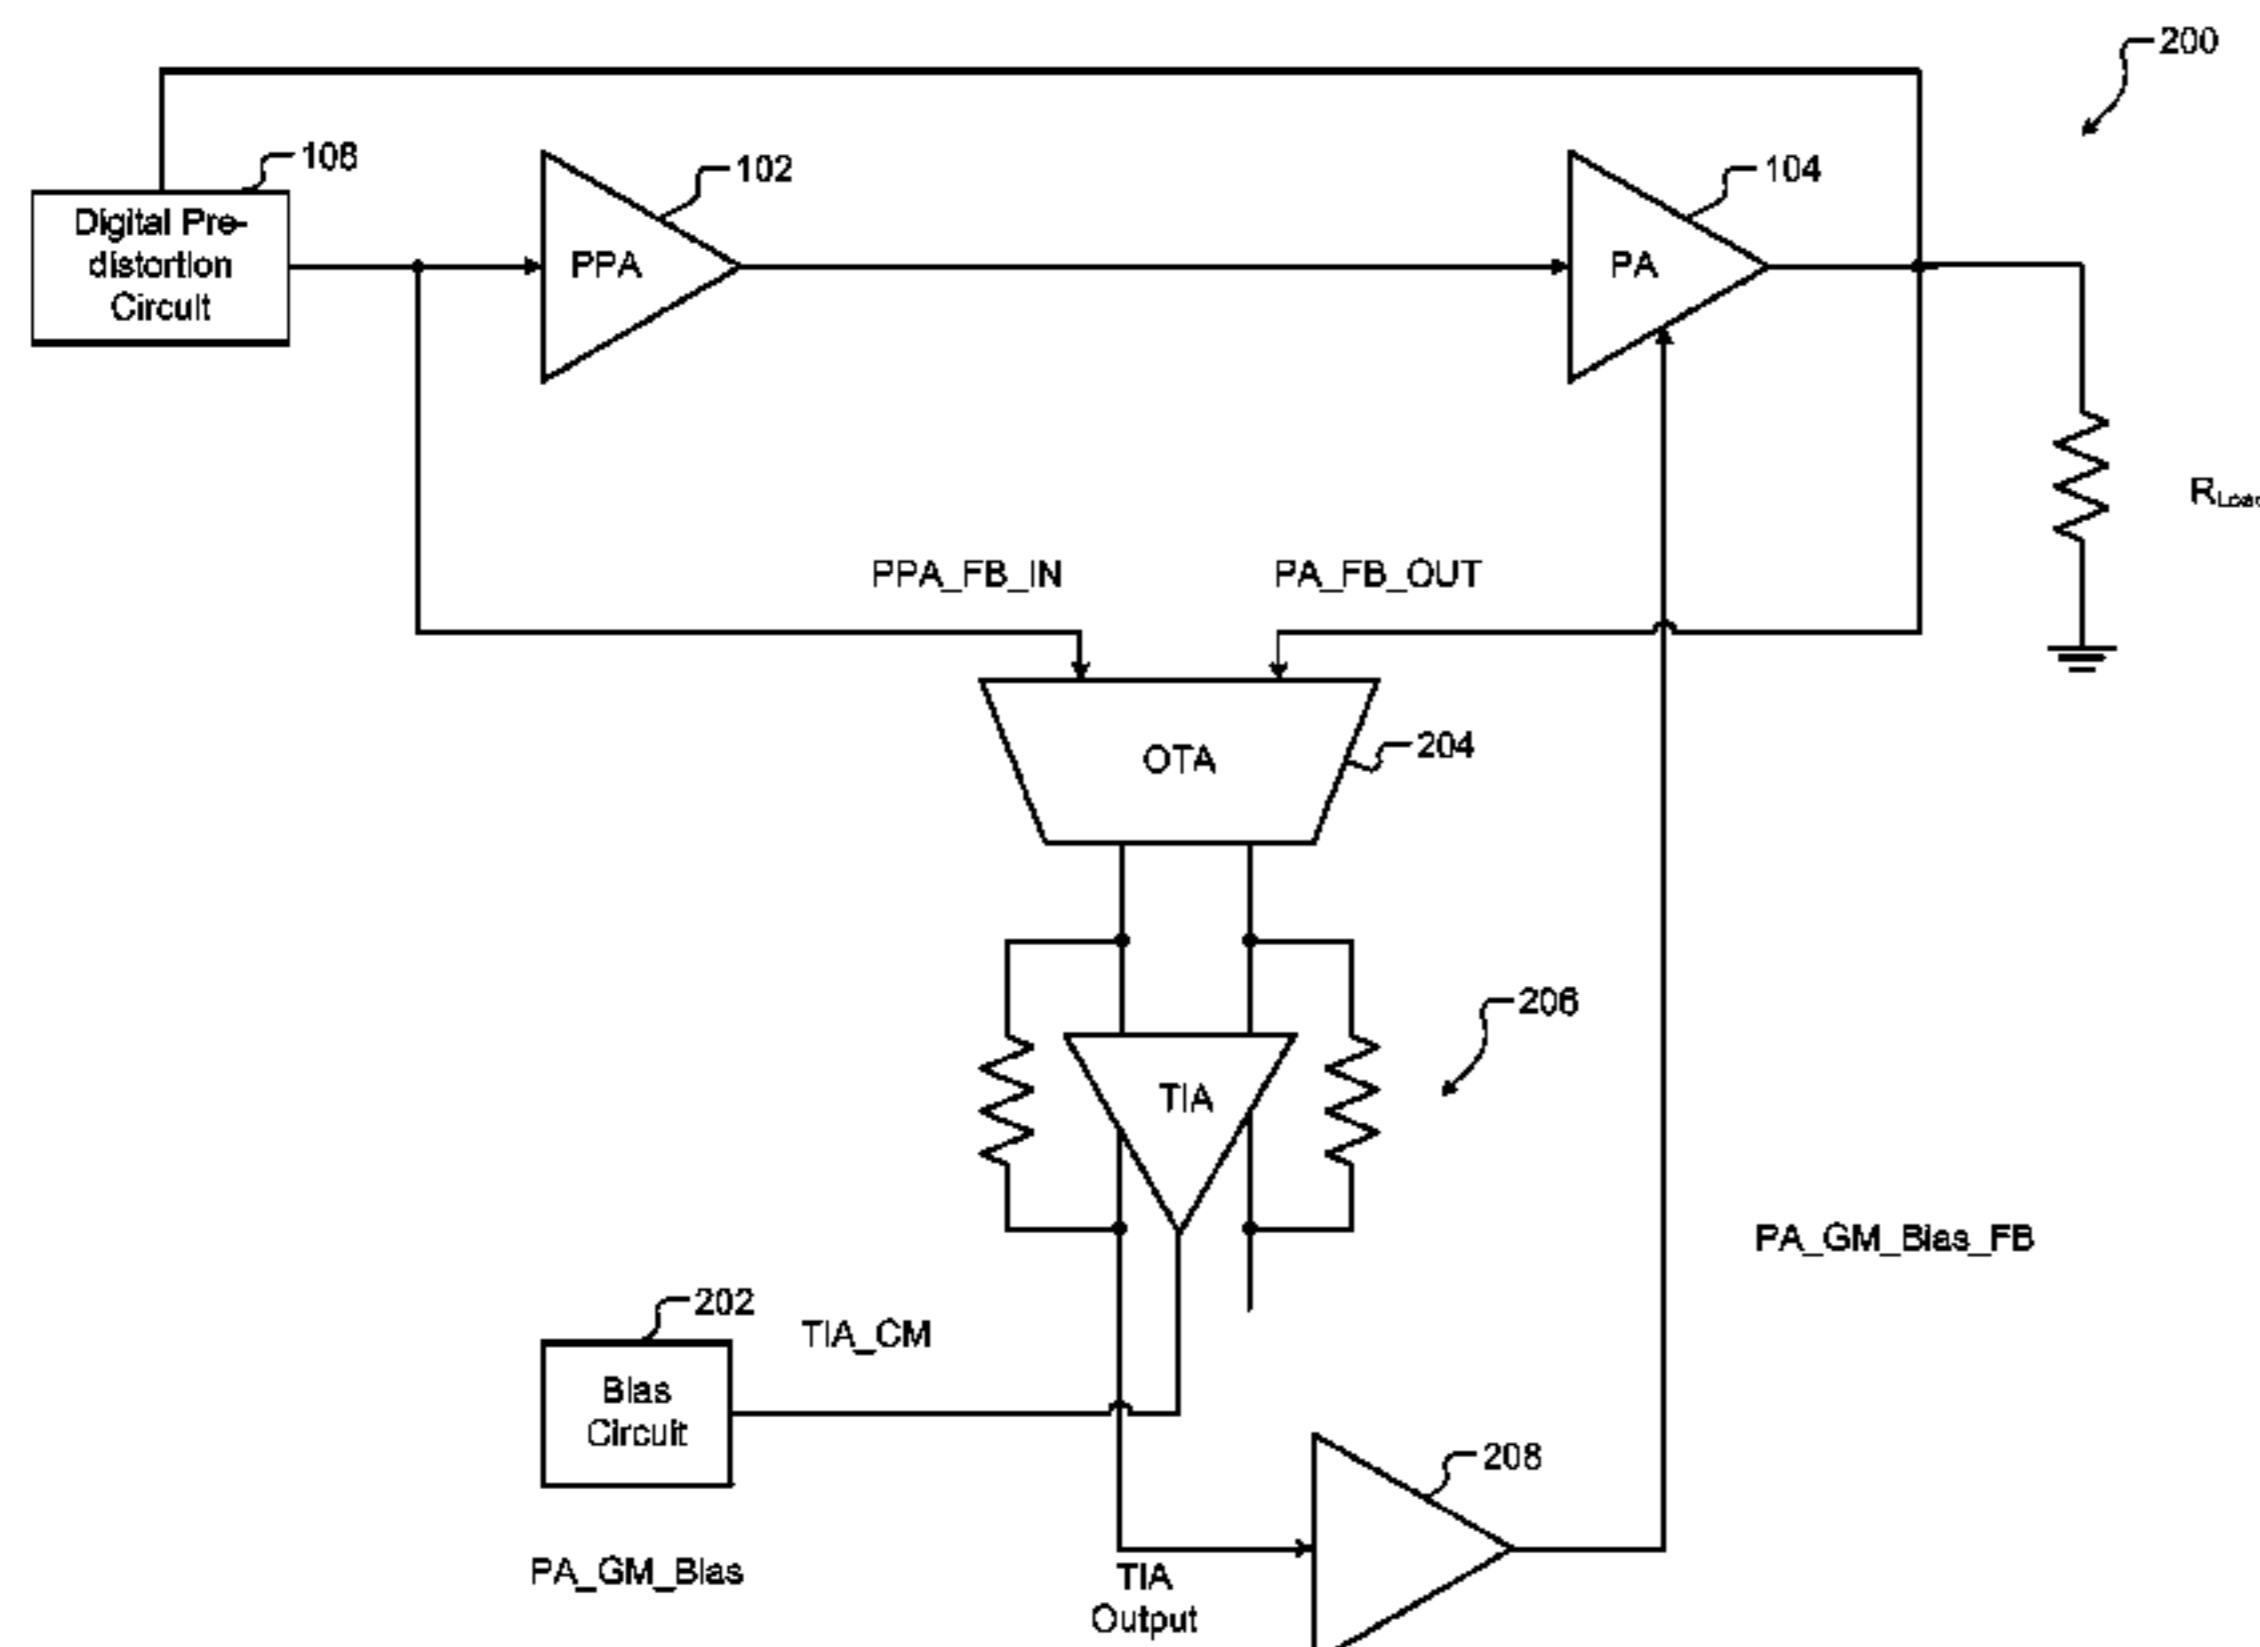 200
108
Digital Pre-
distortion
Circuit
102
PPA
104
PA
PPA_FB_IN
PA_FB_OUT
OTA
204
206
TIA
PA_GM_Bias_FB
202
TIA_CM
Bias
Circuit
208
PA_GM_Bias
TIA
Output